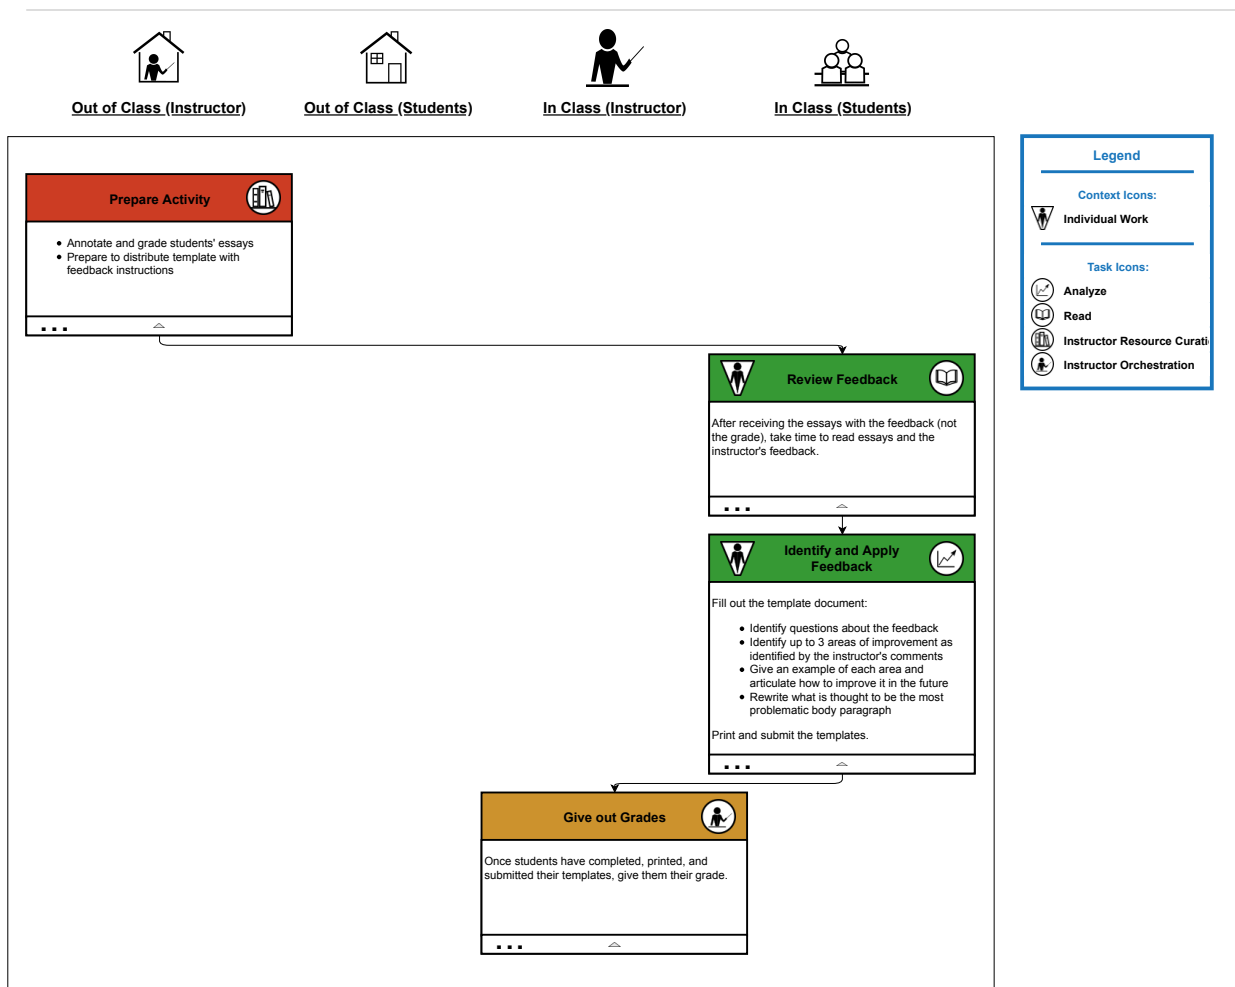 Out of Class (Instructor)
Out of Class (Students)
In Class (Instructor)
In Class (Students)
Legend
Context Icons:
Individual Work
Task Icons:
Analyze
Read
Instructor Resource Curati
Instructor Orchestration
Prepare Activity
Annotate and grade students' essays
Prepare to distribute template with
feedback instructions
Review Feedback
After receiving the essays with the feedback (not
the grade), take time to read essays and the
instructor's feedback.
Identify and Apply
Feedback
Fill out the template document:
Identify questions about the feedback
Identify up to 3 areas of improvement as
identified by the instructor's comments
Give an example of each area and
articulate how to improve it in the future
Rewrite what is thought to be the most
problematic body paragraph
Print and submit the templates.
Give out Grades
Once students have completed, printed, and
submitted their templates, give them their grade.